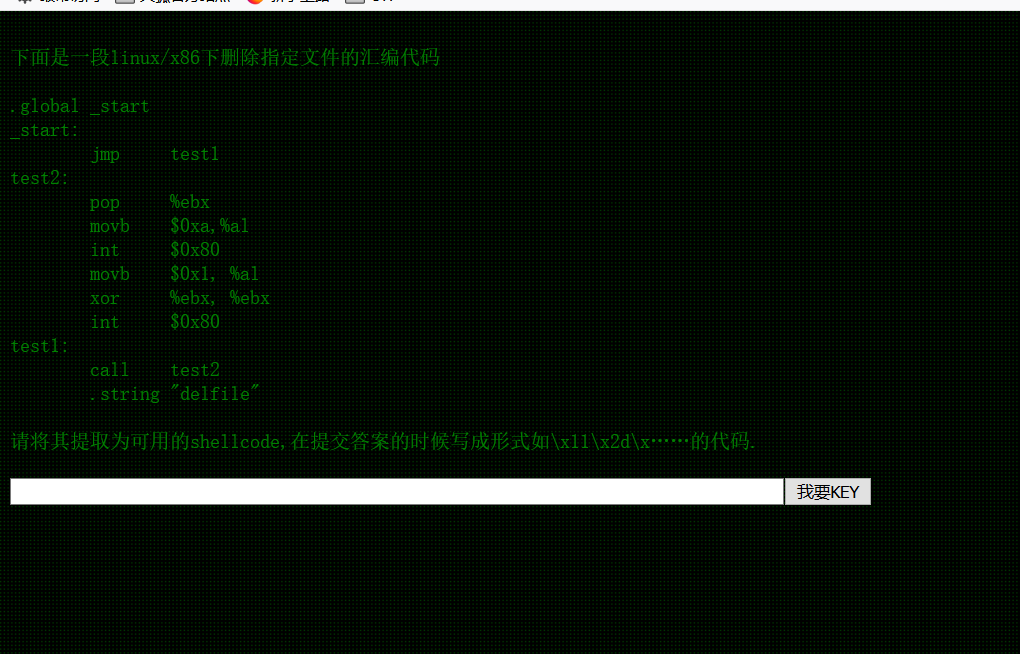 下面是一段linux/x86下删除指定文件的汇编代码
.global _start
_start:
jmp test1
test2:
pop %ebx
movb $0xa,%al
int $0x80
movb $0x1, %al
xor %ebx, %ebx
int $0x80
test1:
call test2
.string "delfile"
请将其提取为可用的shellcode,在提交答案的时候写成形式如\x11\x2d\x……的代码.
我要KEY